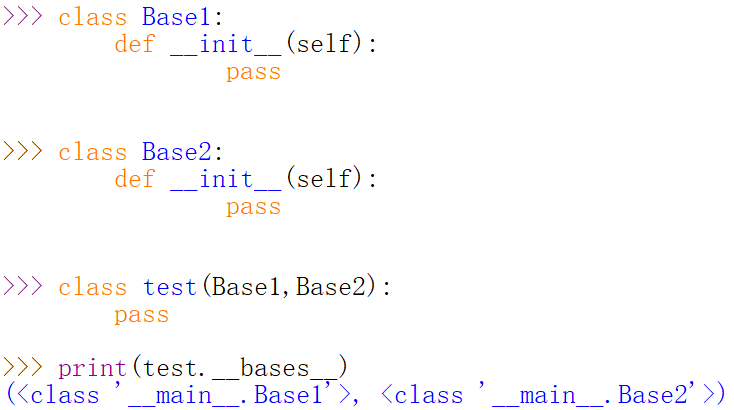 >>> class Base1:
        def __init__(self):
                pass
>>> class Base2:
        def __init__(self):
                pass
>>> class test(Base1,Base2):
        pass
>>> print(test.__bases__)
(<class '__main__.Base1'>, <class '__main__.Base2'>)